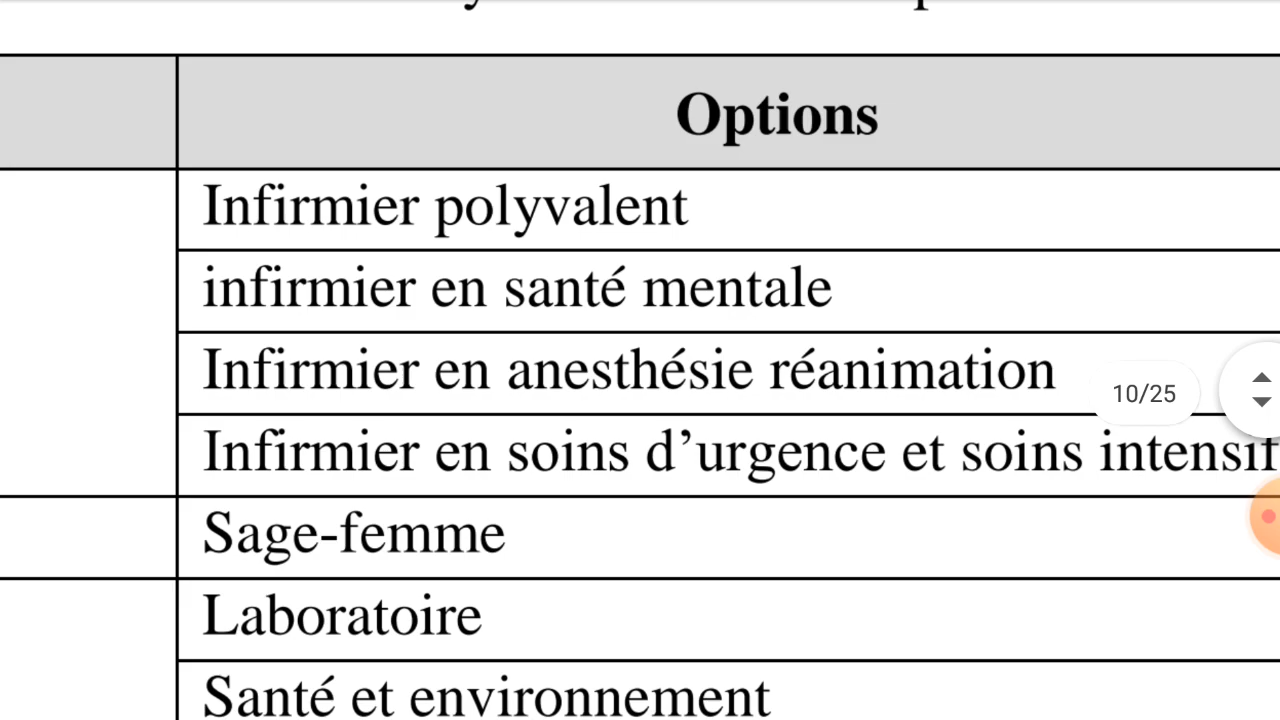 Options
Infirmier polyvalent
infirmier en santé mentale
Infirmier en anesthésie réanimation
10/25
Infirmier en soins d’urgence et soins intensif
Sage-femme
Laboratoire
Santé et environnement